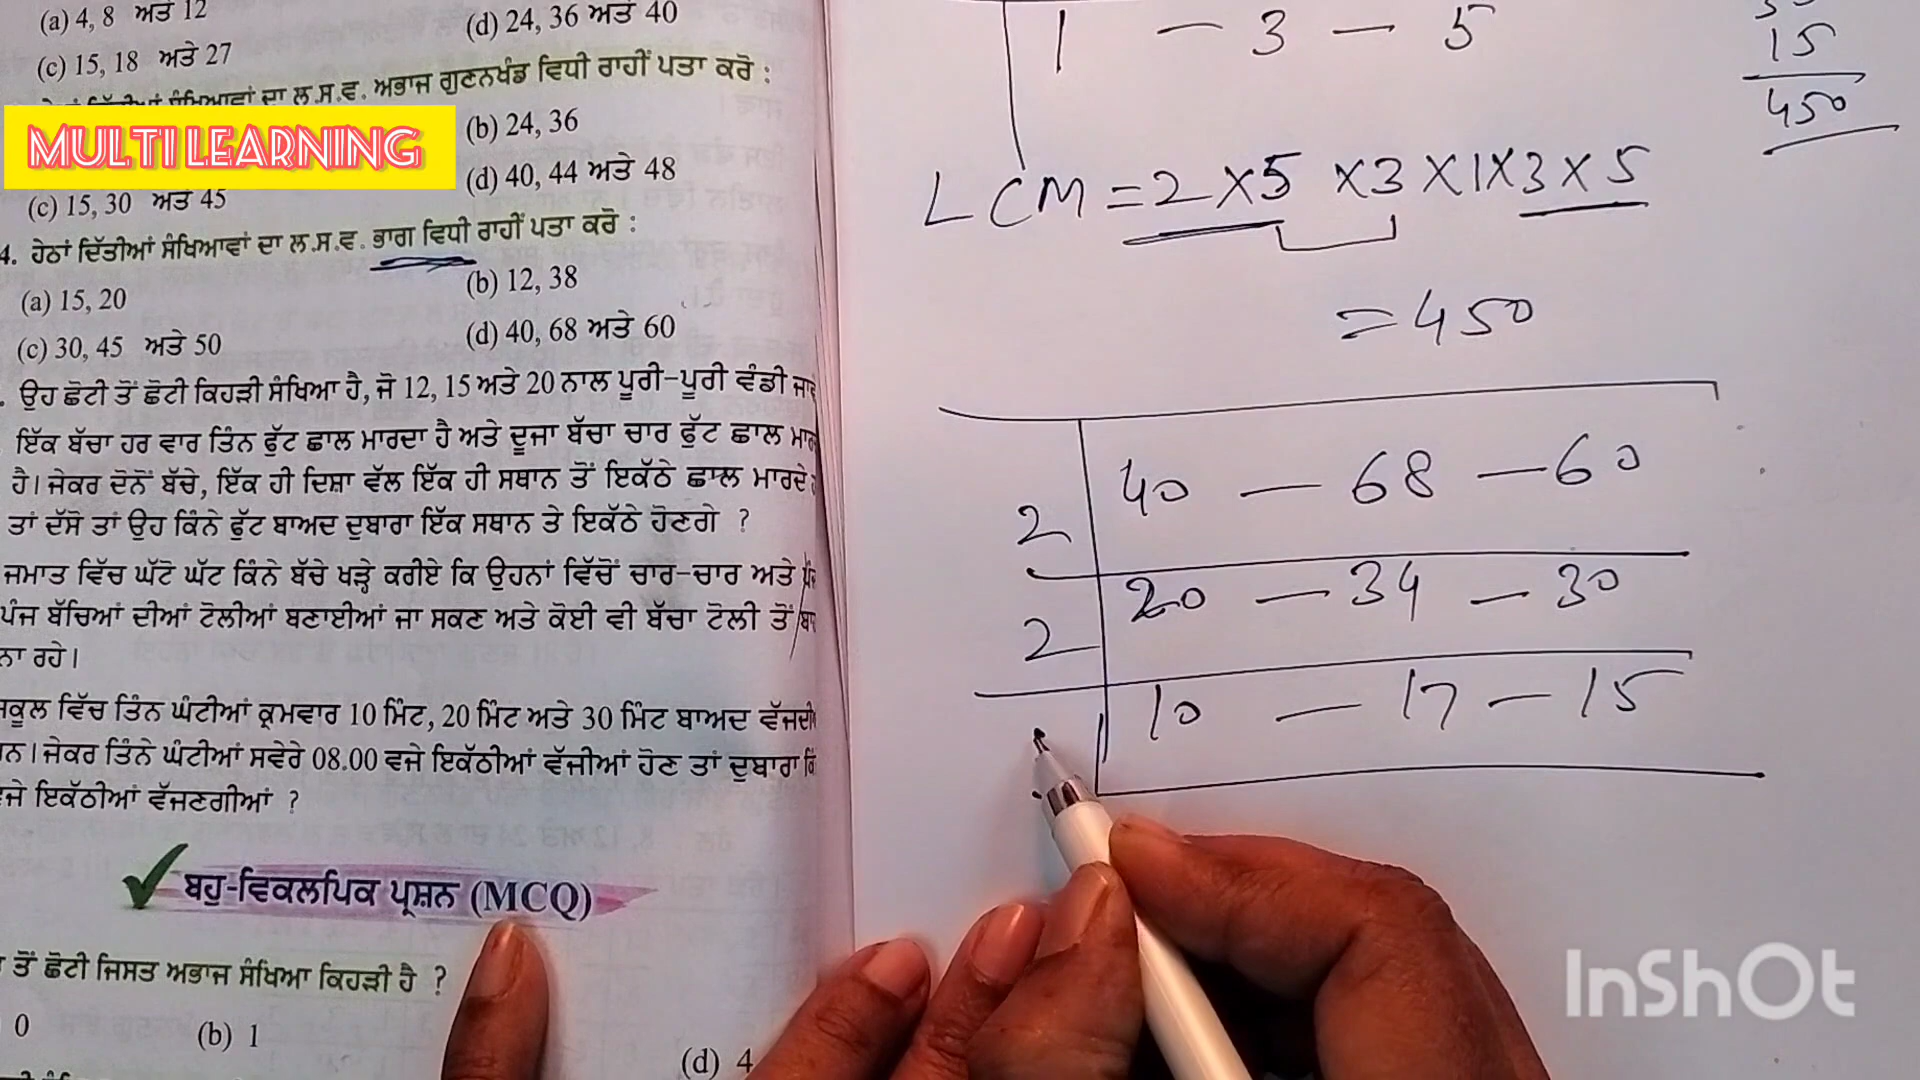 (a) 4, 8 ਅਤੇ 12
(d) 24, 36 ਅਤੇ 40
(c) 15, 18 ਅਤੇ 27
ਦਾ ਲ.ਸ.ਵ. ਅਭਾਜ ਗੁਣਨਖੰਡ ਵਿਧੀ ਰਾਹੀਂ ਪਤਾ ਕਰੋ :
MULTI LEARNING
(b) 24, 36
(d) 40, 44 ਅਤੇ 48
(c) 15, 30 ਅਤੇ 45
4. ਹੇਠਾਂ ਦਿੱਤੀਆਂ ਸੰਖਿਆਵਾਂ ਦਾ ਲ.ਸ.ਵ. ਭਾਗ ਵਿਧੀ ਰਾਹੀਂ ਪਤਾ ਕਰੋ :
(a) 15, 20
(b) 12, 38
(c) 30, 45 ਅਤੇ 50
(d) 40, 68 ਅਤੇ 60
ਉਹ ਛੋਟੀ ਤੋਂ ਛੋਟੀ ਕਿਹੜੀ ਸੰਖਿਆ ਹੈ, ਜੋ 12, 15 ਅਤੇ 20 ਨਾਲ ਪੂਰੀ-ਪੂਰੀ ਵੰਡੀ
ਇੱਕ ਬੱਚਾ ਹਰ ਵਾਰ ਤਿੰਨ ਫੁੱਟ ਛਾਲ ਮਾਰਦਾ ਹੈ ਅਤੇ ਦੂਜਾ ਬੱਚਾ ਚਾਰ ਫੁੱਟ ਛਾਲ
ਹੈ। ਜੇਕਰ ਦੋਨੋਂ ਬੱਚੇ, ਇੱਕ ਹੀ ਦਿਸ਼ਾ ਵੱਲ ਇੱਕ ਹੀ ਸਥਾਨ ਤੋਂ ਇਕੱਠੇ ਛਾਲ ਮਾਰਦੇ
ਤਾਂ ਦੱਸੋ ਤਾਂ ਉਹ ਕਿੰਨੇ ਫੁੱਟ ਬਾਅਦ ਦੁਬਾਰਾ ਇੱਕ ਸਥਾਨ ਤੇ ਇਕੱਠੇ ਹੋਣਗੇ ?
ਜਮਾਤ ਵਿੱਚ ਘੱਟੋ ਘੱਟ ਕਿੰਨੇ ਬੱਚੇ ਖੜ੍ਹੇ ਕਰੀਏ ਕਿ ਉਹਨਾਂ ਵਿੱਚੋਂ ਚਾਰ-ਚਾਰ ਅਤੇ
ਪੰਜ ਬੱਚਿਆਂ ਦੀਆਂ ਟੋਲੀਆਂ ਬਣਾਈਆਂ ਜਾ ਸਕਣ ਅਤੇ ਕੋਈ ਵੀ ਬੱਚਾ ਟੋਲੀ ਤੋਂ
ਨਾ ਰਹੇ।
ਵਿੱਚ ਤਿੰਨ ਘੰਟੀਆਂ ਕ੍ਰਮਵਾਰ 10 ਮਿੰਟ, 20 ਮਿੰਟ ਅਤੇ 30 ਮਿੰਟ ਬਾਅਦ
ਜੇਕਰ ਤਿੰਨੇ ਘੰਟੀਆਂ ਸਵੇਰੇ 08.00 ਵਜੇ ਇਕੱਠੀਆਂ ਵੱਜੀਆਂ ਹੋਣ ਤਾਂ ਦੁਬਾਰਾ
ਇਕੱਠੀਆਂ ਵੱਜਣਗੀਆਂ ?
ਬਹੁ-ਵਿਕਲਪਿਕ ਪ੍ਰਸ਼ਨ (MCQ)
ਤੋਂ ਛੋਟੀ ਜਿਸਤ ਅਭਾਜ ਸੰਖਿਆ ਕਿਹੜੀ ਹੈ ?
0
(b) 1
(d) 4
1 — 3 — 5
15
450
LCM = 2 × 5 × 3 × 1 × 3 × 5
= 450
40 — 68 — 60
2
20 — 34 — 30
2
10 — 17 — 15
InShOt